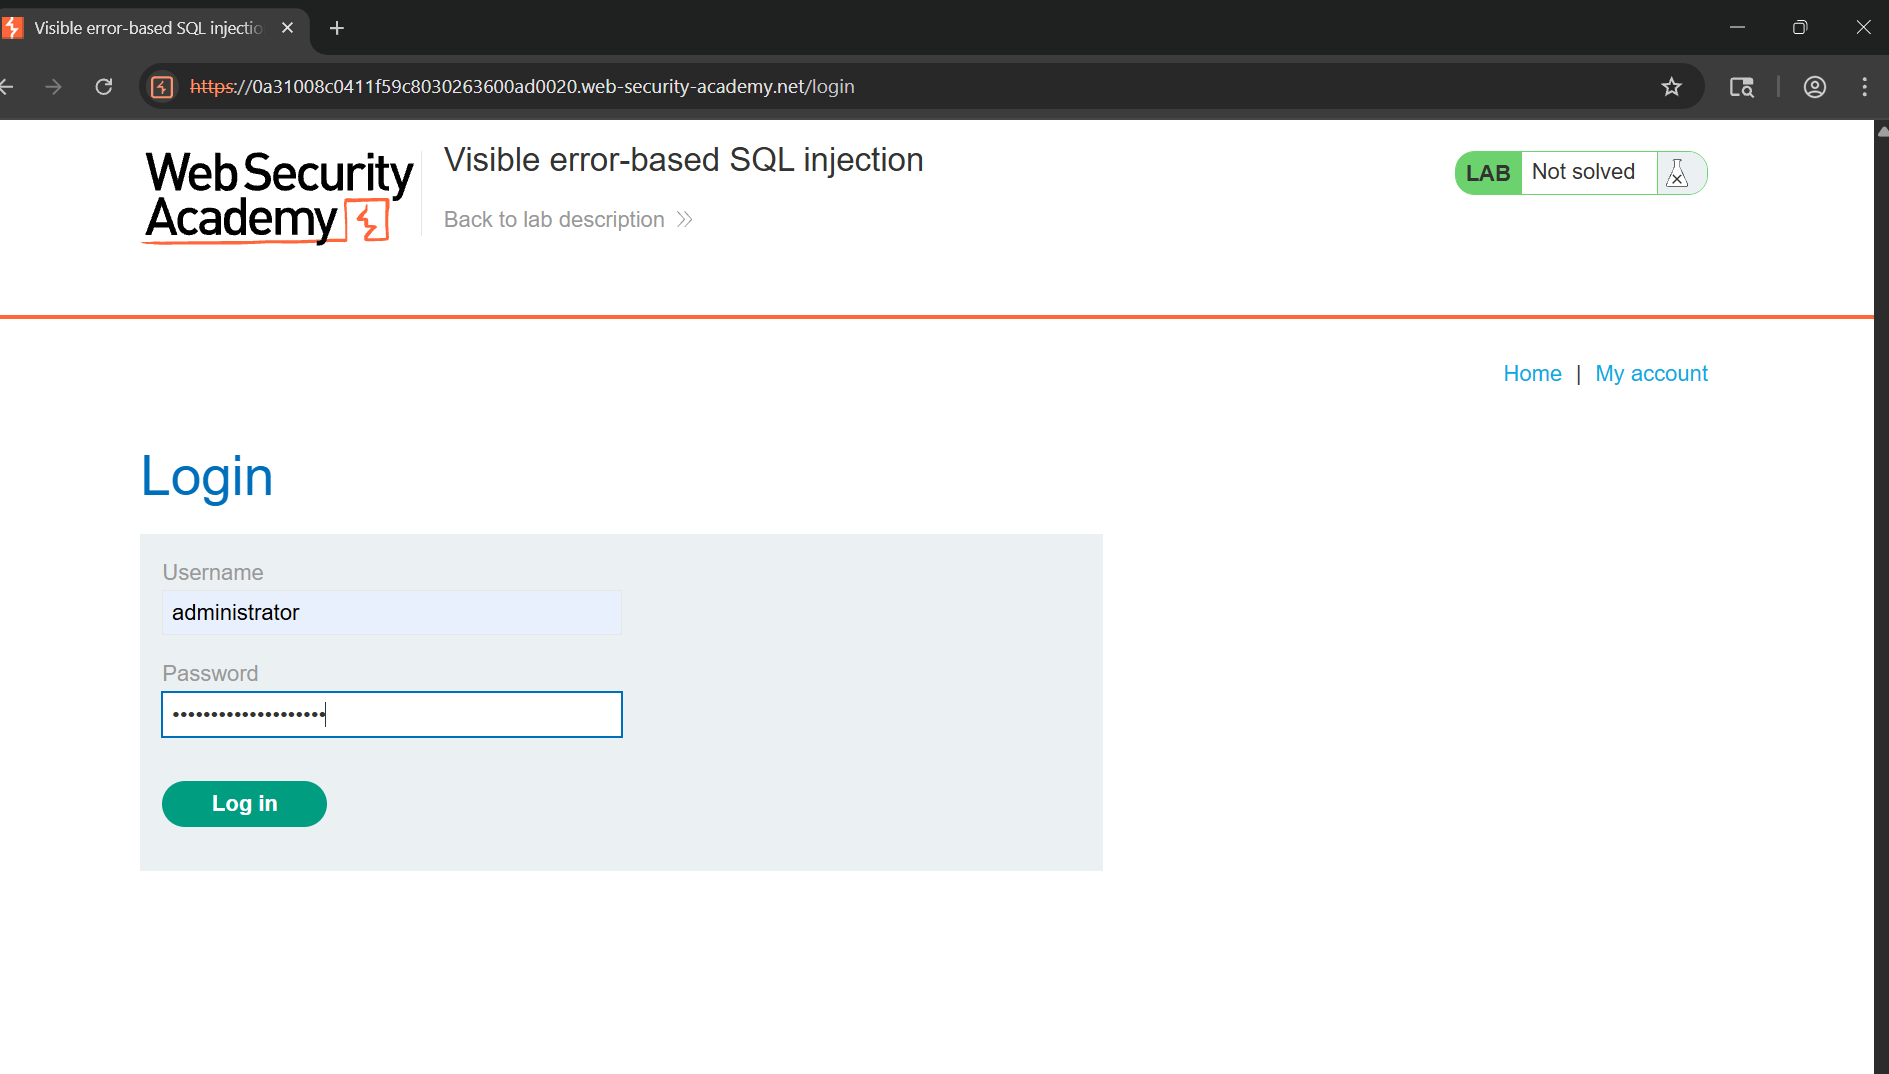 Visible error-based SQL injectio
https://0a31008c0411f59c8030263600ad0020.web-security-academy.net/login
Web Security
Academy
Visible error-based SQL injection
Back to lab description
LAB
Not solved
Home | My account
Login
Username
administrator
Password
••••••••••••••••••••
Log in